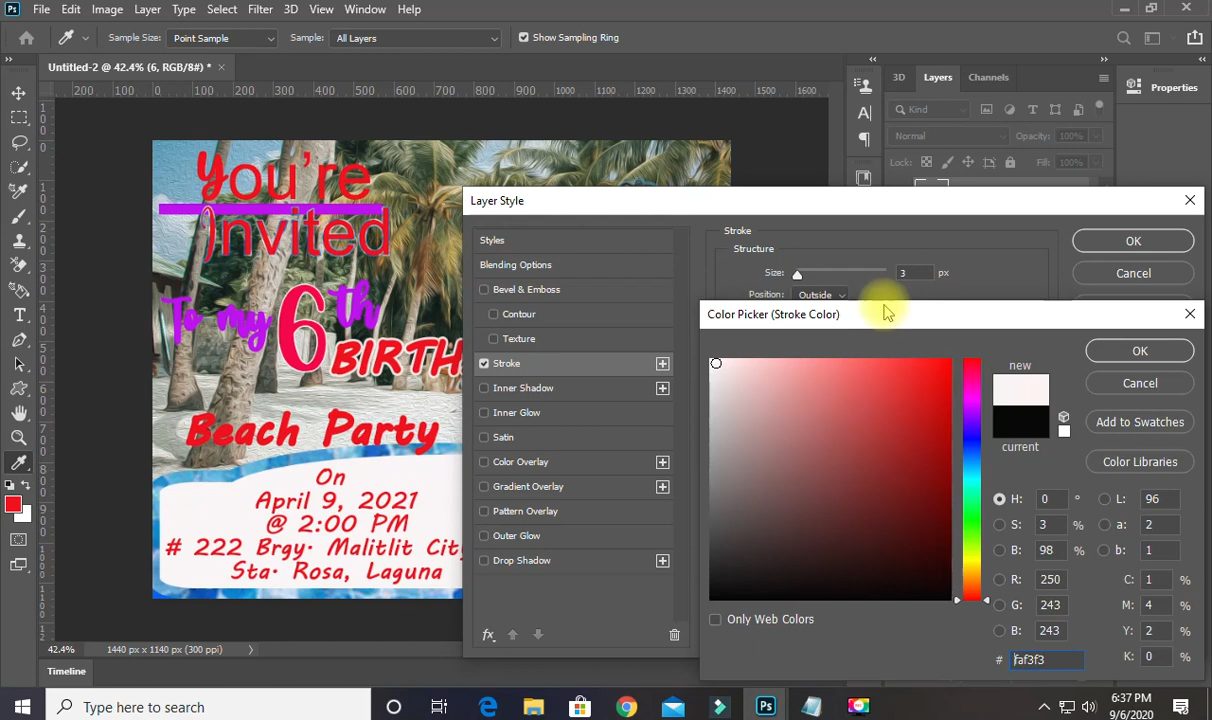 Ps File Edit Image Layer Type Select Filter 3D View Window Help
Sample Size: Point Sample Sample: All Layers Show Sampling Ring
Untitled-2 @ 42.4% (6, RGB/8#) * ×
3D Layers Channels
Properties
200 100 0 100 200 300 400 500 600 700 800 900 1000 1100 1200 1300 1400 1500 1600
Kind
Normal Opacity: 100%
Lock: Fill: 100%
You're
Invited
To my 6th
BIRTH
Beach Party
On
April 9, 2021
@ 2:00 PM
# 222 Brgy. Malitlit City
Sta. Rosa, Laguna
Layer Style
Styles
Blending Options
Bevel & Emboss
Contour
Texture
Stroke
Inner Shadow
Inner Glow
Satin
Color Overlay
Gradient Overlay
Pattern Overlay
Outer Glow
Drop Shadow
fx
Stroke
Structure
Size: 3 px
Position: Outside
OK
Cancel
Color Picker (Stroke Color)
new
current
OK
Cancel
Add to Swatches
Color Libraries
H: 0 ° L: 96
S: 3 % a: 2
B: 98 % b: 1
R: 250 C: 1 %
G: 243 M: 4 %
B: 243 Y: 2 %
# faf3f3 K: 0 %
Only Web Colors
42.4% 1440 px x 1140 px (300 ppi)
Timeline
Type here to search
6:37 PM
9/6/2020